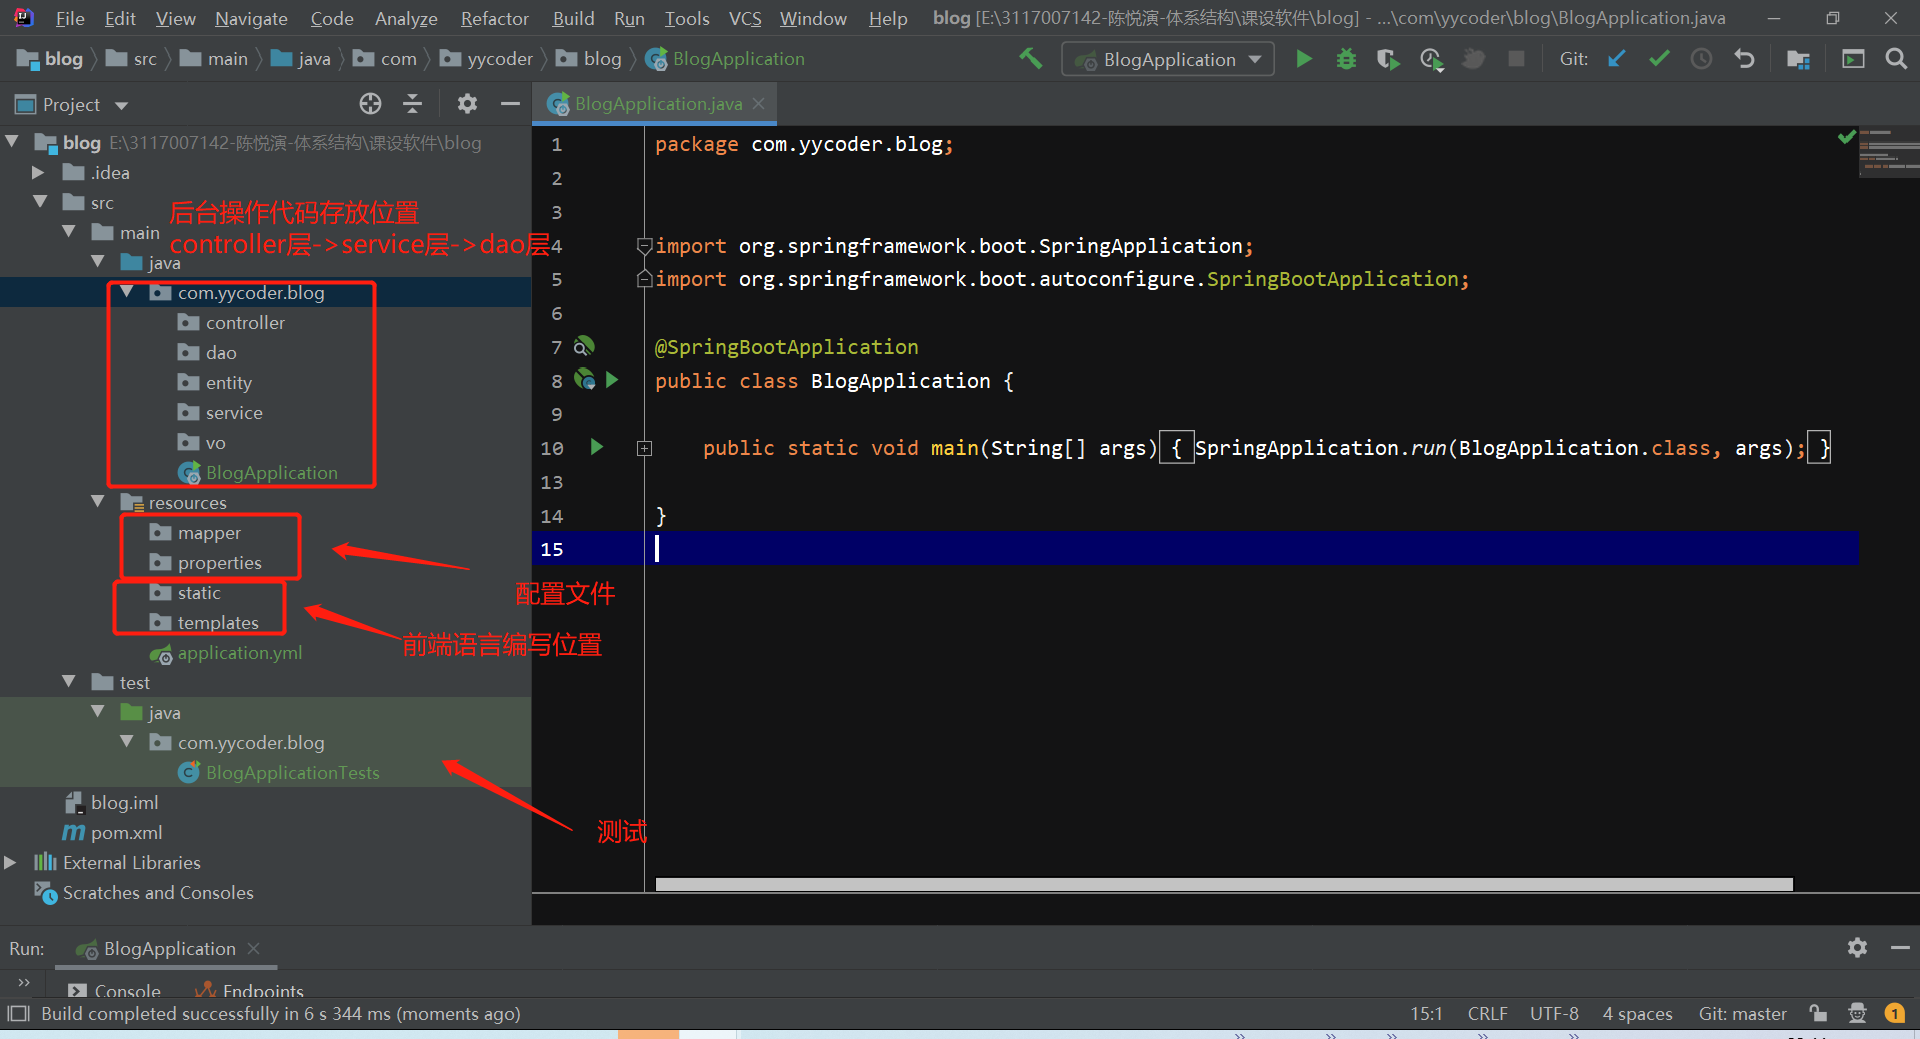 File Edit View Navigate Code Analyze Refactor Build Run Tools VCS Window Help blog [E:\3117007142-陈悦演-体系结构\课设软件\blog] - ...\com\yycoder\blog\BlogApplication.java
blog src main java com yycoder blog BlogApplication BlogApplication Git:
Project
BlogApplication.java
blog E:\3117007142-陈悦演-体系结构\课设软件\blog
.idea
src
后台操作代码存放位置
main
controller层->service层->dao层
java
com.yycoder.blog
controller
dao
entity
service
vo
BlogApplication
resources
mapper
properties
配置文件
static
templates
前端语言编写位置
application.yml
test
java
com.yycoder.blog
BlogApplicationTests
测试
blog.iml
pom.xml
External Libraries
Scratches and Consoles
1 package com.yycoder.blog;
2
3
4 import org.springframework.boot.SpringApplication;
5 import org.springframework.boot.autoconfigure.SpringBootApplication;
6
7 @SpringBootApplication
8 public class BlogApplication {
9
10 public static void main(String[] args) { SpringApplication.run(BlogApplication.class, args); }
13
14 }
15
Run: BlogApplication
Console Endpoints
Build completed successfully in 6 s 344 ms (moments ago) 15:1 CRLF UTF-8 4 spaces Git: master 1